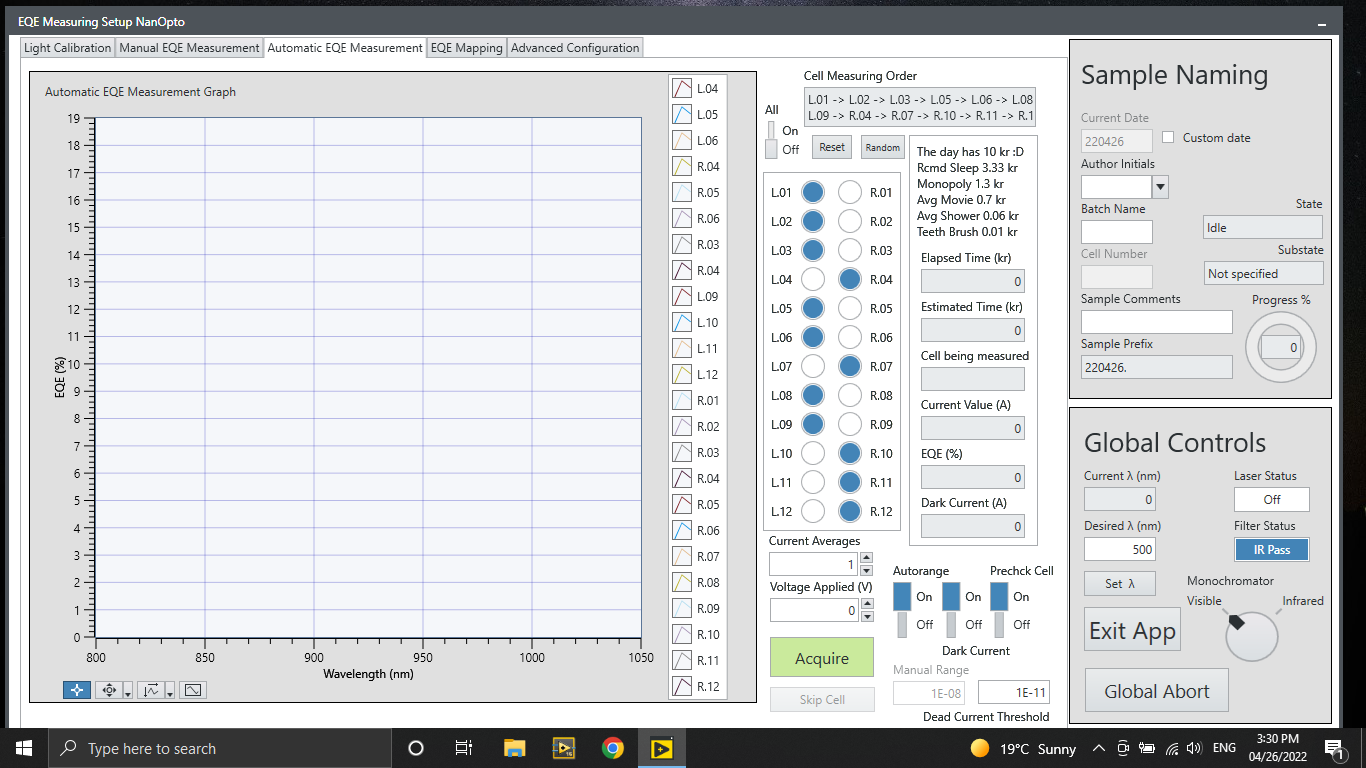 EQE Measuring Setup NanOpto
Light Calibration
Manual EQE Measurement
Automatic EQE Measurement
EQE Mapping
Advanced Configuration
Automatic EQE Measurement Graph
19
18
17
16
15
14
13
12
11
10
9
8
7
6
5
4
3
2
1
0
EQE (%)
800
850
900
950
1000
1050
Wavelength (nm)
L.04
L.05
L.06
R.04
R.05
R.06
R.03
R.04
L.09
L.10
L.11
L.12
R.01
R.02
R.03
R.04
R.05
R.06
R.07
R.08
R.09
R.10
R.11
R.12
Cell Measuring Order
L.01 -> L.02 -> L.03 -> L.05 -> L.06 -> L.08
L.09 -> R.04 -> R.07 -> R.10 -> R.11 -> R.1
All
On
Off
Reset
Random
L.01 R.01
L.02 R.02
L.03 R.03
L.04 R.04
L.05 R.05
L.06 R.06
L.07 R.07
L.08 R.08
L.09 R.09
L.10 R.10
L.11 R.11
L.12 R.12
The day has 10 kr :D
Rcmd Sleep 3.33 kr
Monopoly 1.3 kr
Avg Movie 0.7 kr
Avg Shower 0.06 kr
Teeth Brush 0.01 kr
Elapsed Time (kr)
0
Estimated Time (kr)
0
Cell being measured
Current Value (A)
0
EQE (%)
0
Dark Current (A)
0
Current Averages
1
Voltage Applied (V)
0
Acquire
Skip Cell
Autorange
Prechck Cell
On
On
On
Off
Off
Off
Dark Current
Manual Range
1E-08
1E-11
Dead Current Threshold
Sample Naming
Current Date
220426
Custom date
Author Initials
Batch Name
State
Idle
Cell Number
Substate
Not specified
Sample Comments
Progress %
0
Sample Prefix
220426.
Global Controls
Current λ (nm)
0
Laser Status
Off
Desired λ (nm)
500
Filter Status
IR Pass
Set λ
Monochromator
Visible
Infrared
Exit App
Global Abort
Type here to search
19°C Sunny
ENG
3:30 PM
04/26/2022
1